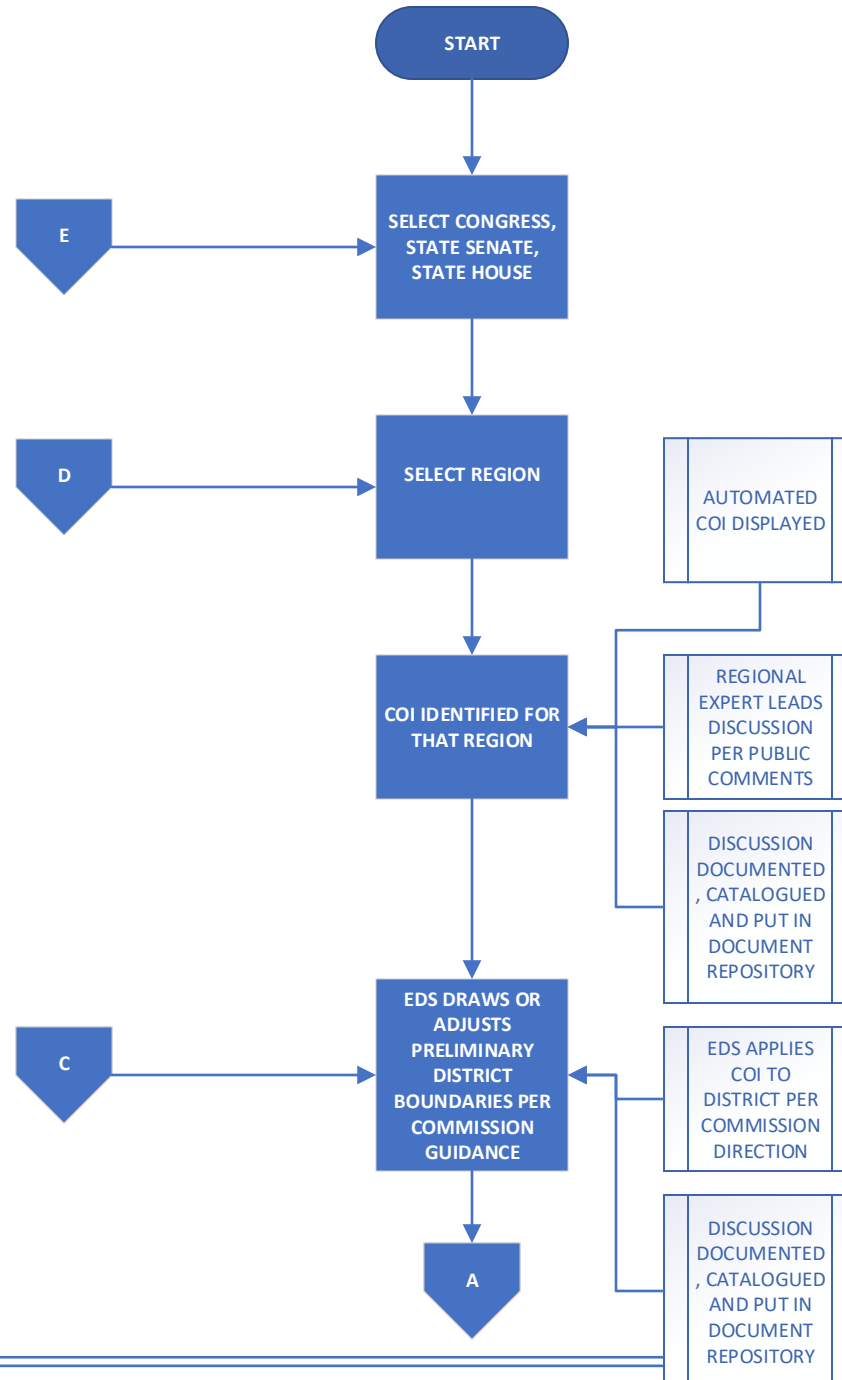 START
E
SELECT CONGRESS,
STATE SENATE,
STATE HOUSE
D
SELECT REGION
AUTOMATED
COI DISPLAYED
COI IDENTIFIED FOR
THAT REGION
REGIONAL
EXPERT LEADS
DISCUSSION
PER PUBLIC
COMMENTS
DISCUSSION
DOCUMENTED
, CATALOGUED
AND PUT IN
DOCUMENT
REPOSITORY
C
EDS DRAWS OR
ADJUSTS
PRELIMINARY
DISTRICT
BOUNDARIES PER
COMMISSION
GUIDANCE
EDS APPLIES
COI TO
DISTRICT PER
COMMISSION
DIRECTION
A
DISCUSSION
DOCUMENTED
, CATALOGUED
AND PUT IN
DOCUMENT
REPOSITORY